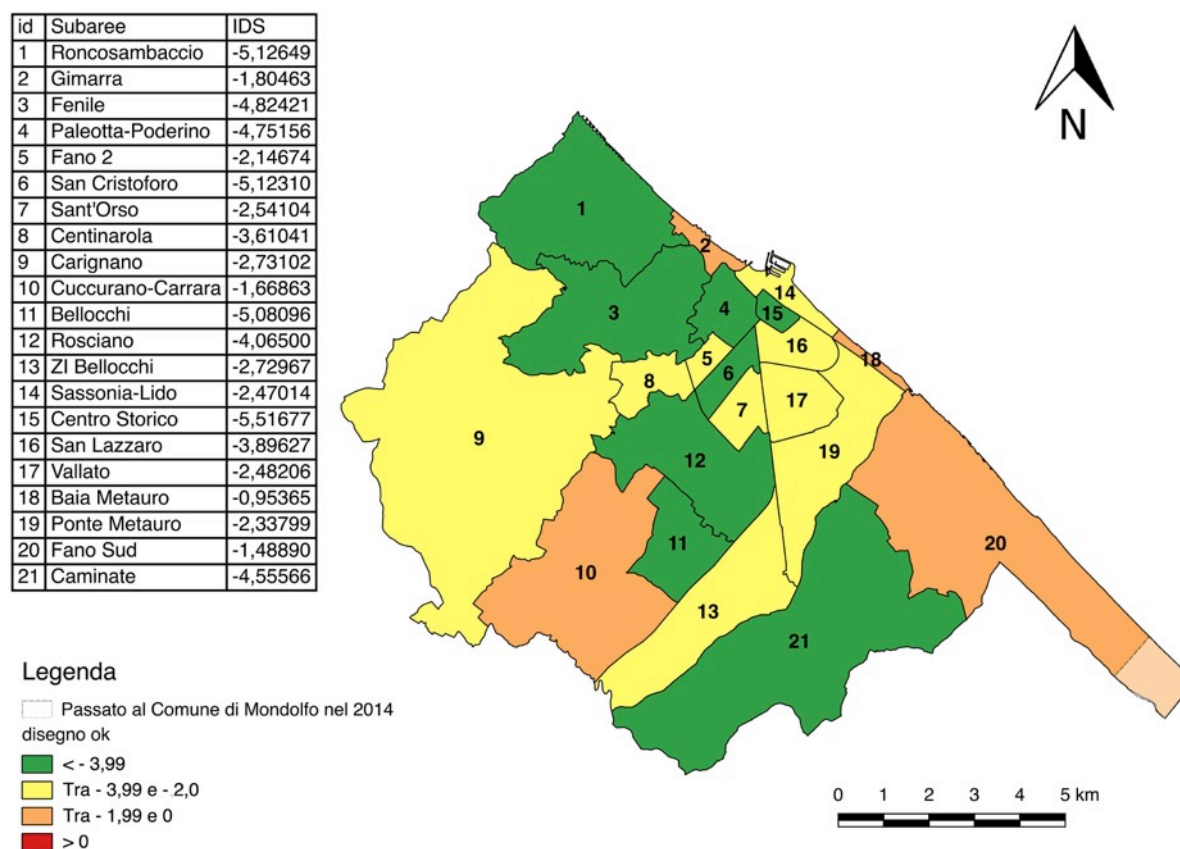 id Subaree IDS
1 Roncosambaccio -5,12649
2 Gimarra -1,80463
3 Fenile -4,82421
4 Paleotta-Poderino -4,75156
5 Fano 2 -2,14674
6 San Cristoforo -5,12310
7 Sant'Orso -2,54104
8 Centinarola -3,61041
9 Carignano -2,73102
10 Cuccurano-Carrara -1,66863
11 Bellocchi -5,08096
12 Rosciano -4,06500
13 ZI Bellocchi -2,72967
14 Sassonia-Lido -2,47014
15 Centro Storico -5,51677
16 San Lazzaro -3,89627
17 Vallato -2,48206
18 Baia Metauro -0,95365
19 Ponte Metauro -2,33799
20 Fano Sud -1,48890
21 Caminate -4,55566
N
1
2
3
4
14
15
16
18
5
6
8
7
17
9
19
12
11
10
20
13
21
Legenda
Passato al Comune di Mondolfo nel 2014
disegno ok
< - 3,99
Tra - 3,99 e - 2,0
Tra - 1,99 e 0
> 0
0 1 2 3 4 5 km